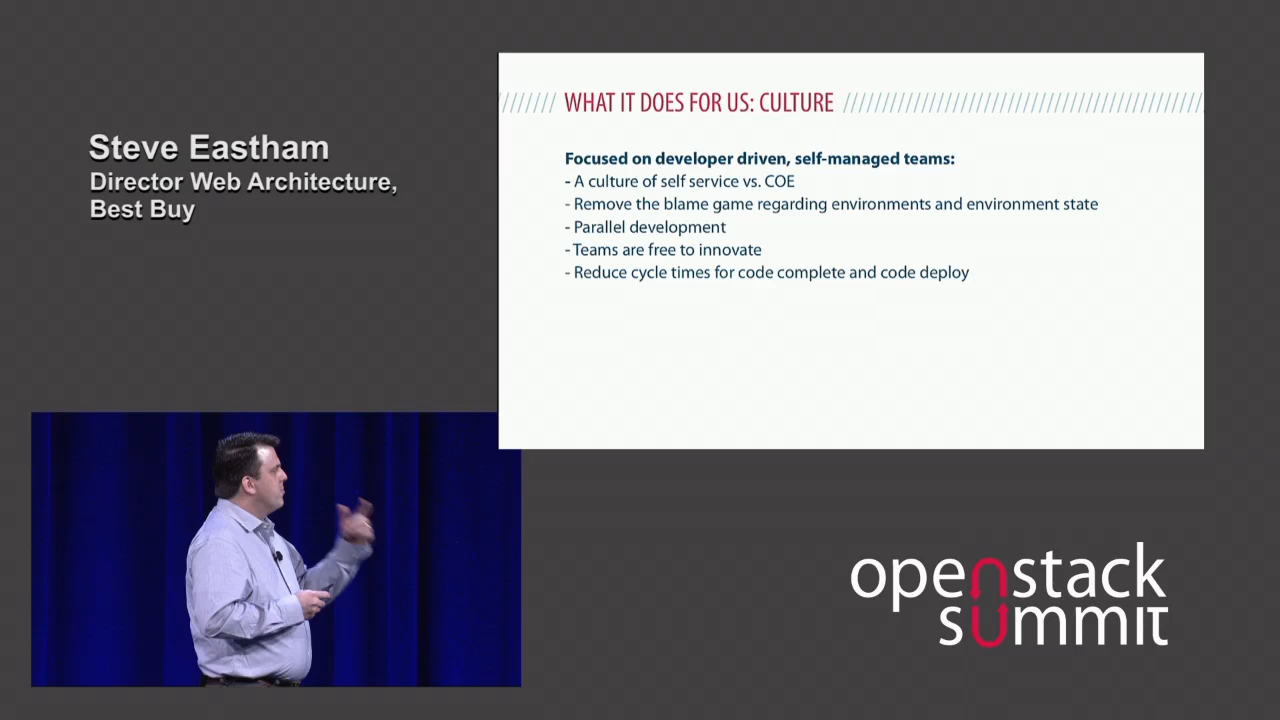 Steve Eastham
Director Web Architecture,
Best Buy
WHAT IT DOES FOR US: CULTURE
Focused on developer driven, self-managed teams:
- A culture of self service vs. COE
- Remove the blame game regarding environments and environment state
- Parallel development
- Teams are free to innovate
- Reduce cycle times for code complete and code deploy
openstack
summit